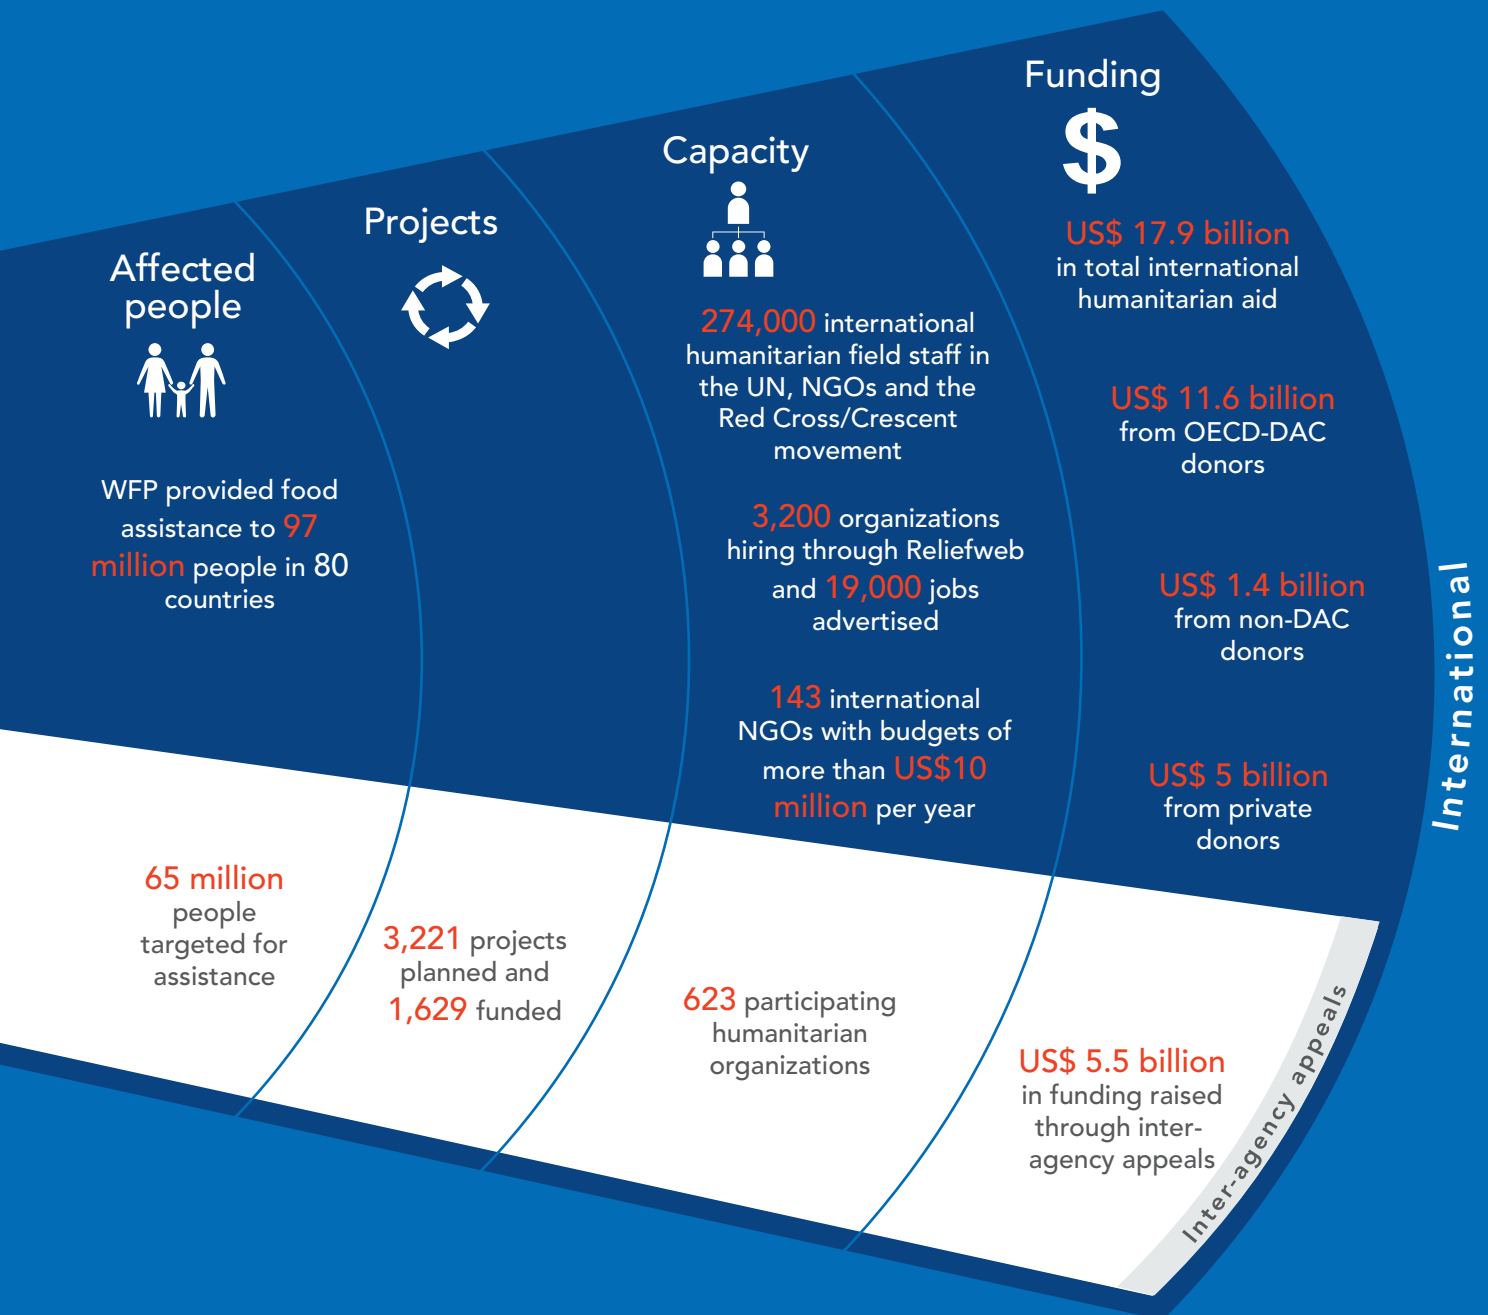 Affected
people
WFP provided food
assistance to 97
million people in 80
countries
Projects
Capacity
274,000 international
humanitarian field staff in
the UN, NGOs and the
Red Cross/Crescent
movement
3,200 organizations
hiring through Reliefweb
and 19,000 jobs
advertised
143 international
NGOs with budgets of
more than US$10
million per year
Funding
$
US$ 17.9 billion
in total international
humanitarian aid
US$ 11.6 billion
from OECD-DAC
donors
US$ 1.4 billion
from non-DAC
donors
US$ 5 billion
from private
donors
International
65 million
people
targeted for
assistance
3,221 projects
planned and
1,629 funded
623 participating
humanitarian
organizations
US$ 5.5 billion
in funding raised
through inter-
agency appeals
Inter-agency appeals